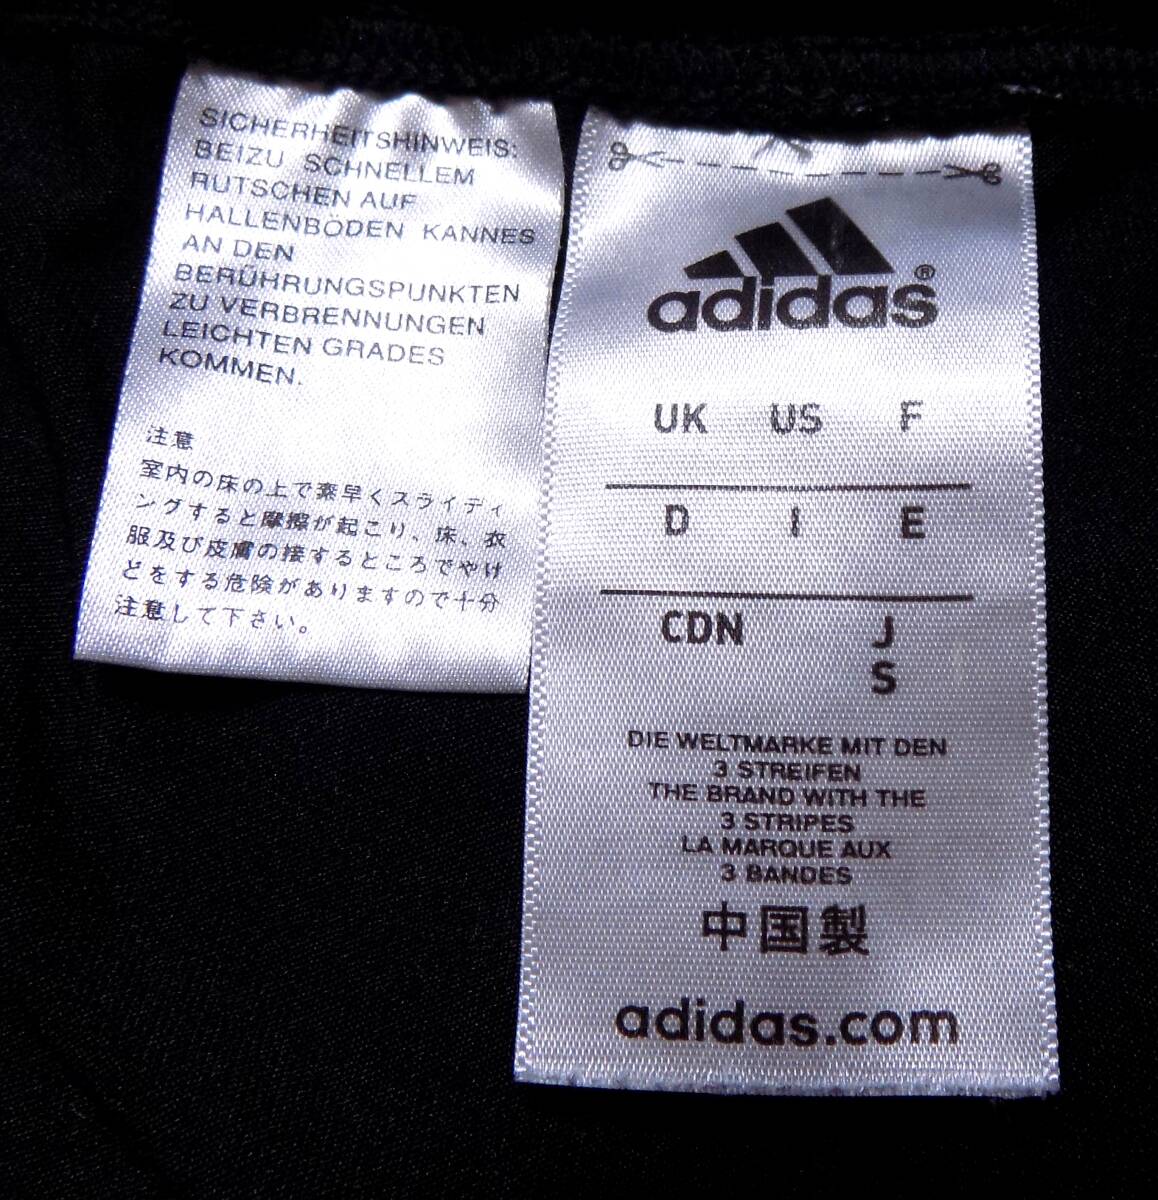 SICHERHEITSHINWEIS:
BEIZU SCHNELLEM
RUTSCHEN AUF
HALLENBÖDEN KANNES
AN DEN
BERÜHRUNGSPUNKTEN
ZU VERBRENNUNGEN
LEICHTEN GRADES
KOMMEN.
注意
室内の床の上で素早くスライディ
ングすると摩擦が起こり、床、衣
服及び皮膚の接するところでやけ
どをする危険がありますので十分
注意して下さい。
adidas®
UK US F
D I E
CDN J
S
DIE WELTMARKE MIT DEN
3 STREIFEN
THE BRAND WITH THE
3 STRIPES
LA MARQUE AUX
3 BANDES
中国製
adidas.com